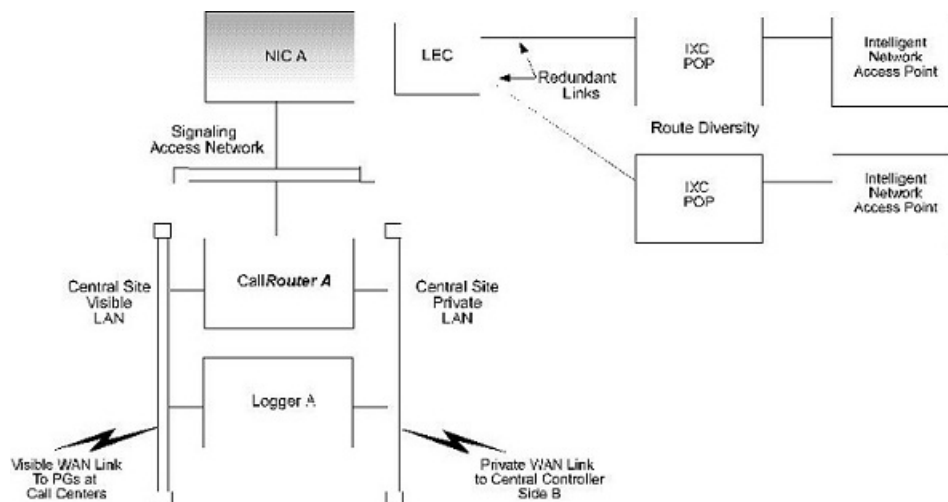 NIC A
LEC
IXC
POP
Intelligent
Network
Access Point
Redundant
Links
Signaling
Access Network
Route Diversity
IXC
POP
Intelligent
Network
Access Point
Central Site
Visible
LAN
CallRouter A
Central Site
Private
LAN
Logger A
Visible WAN Link
To PGs at
Call Centers
Private WAN Link
to Central Controller
Side B